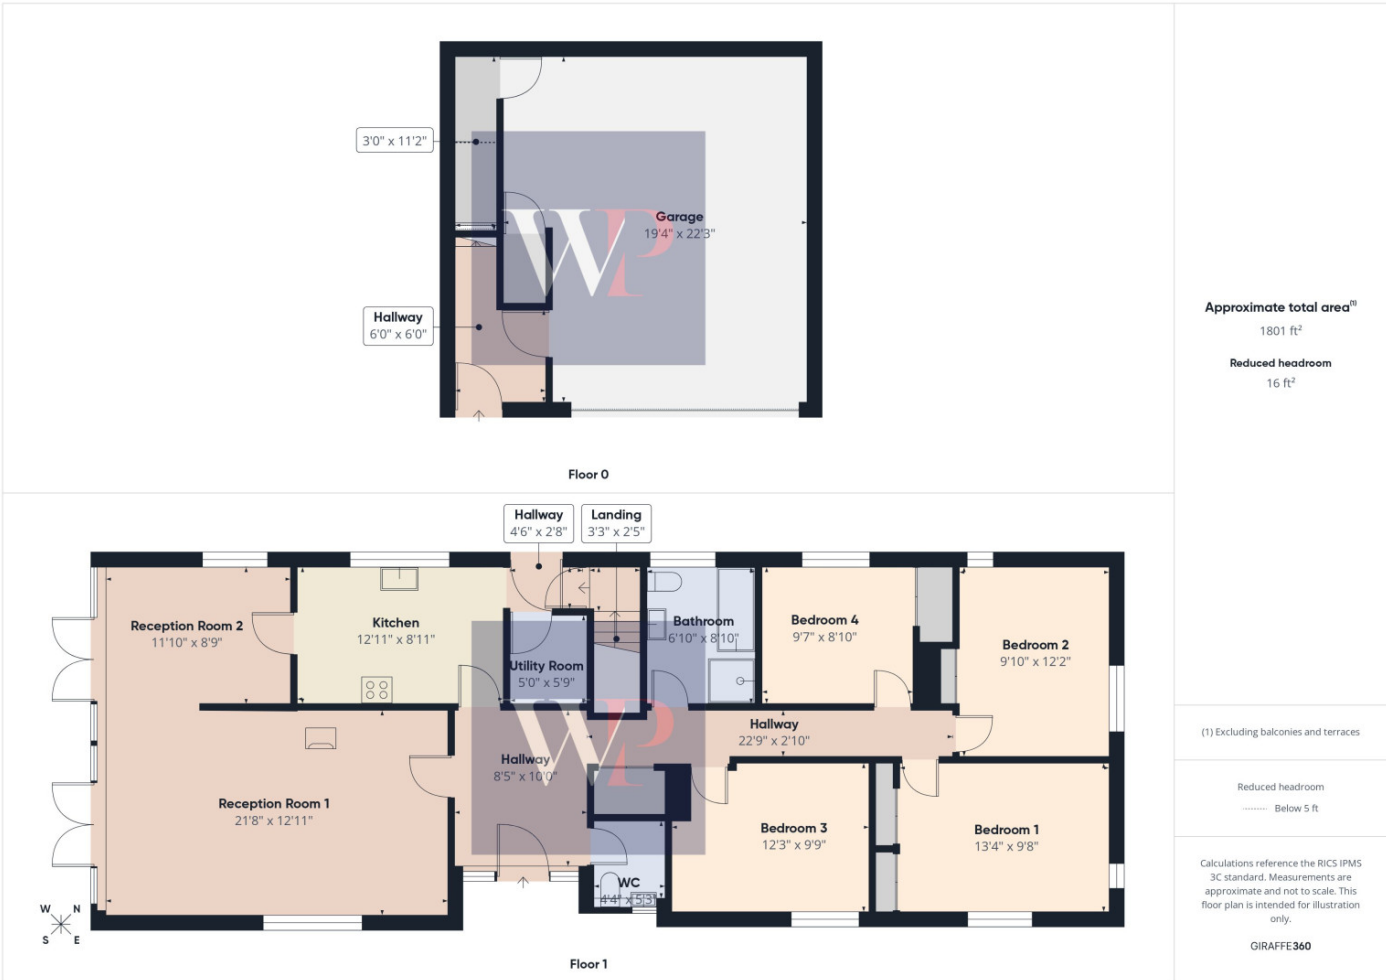 3'0" x 11'2"
WP
Garage
19'4" x 22'3"
Hallway
6'0" x 6'0"
Floor 0
Approximate total area(1)
1801 ft²
Reduced headroom
16 ft²
Hallway
4'6" x 2'8"
Landing
3'3" x 2'5"
Reception Room 2
11'10" x 8'9"
Kitchen
12'11" x 8'11"
Utility Room
5'0" x 5'9"
Bathroom
6'10" x 8'10"
Bedroom 4
9'7" x 8'10"
Bedroom 2
9'10" x 12'2"
WP
Hallway
22'9" x 2'10"
Hallway
8'5" x 10'0"
Reception Room 1
21'8" x 12'11"
Bedroom 3
12'3" x 9'9"
Bedroom 1
13'4" x 9'8"
WC
4'4" x 5'3"
W N
S E
Floor 1
(1) Excluding balconies and terraces
Reduced headroom
Below 5 ft
Calculations reference the RICS IPMS
3C standard. Measurements are
approximate and not to scale. This
floor plan is intended for illustration
only.
GIRAFFE360